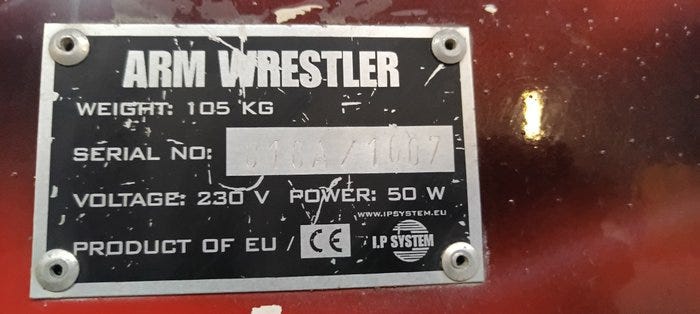 ARM WRESTLER
WEIGHT: 105 KG
SERIAL NO:
VOLTAGE: 230 V POWER: 50 W
WWW.IPSYSTEM.EU
PRODUCT OF EU / CE I.P SYSTEM